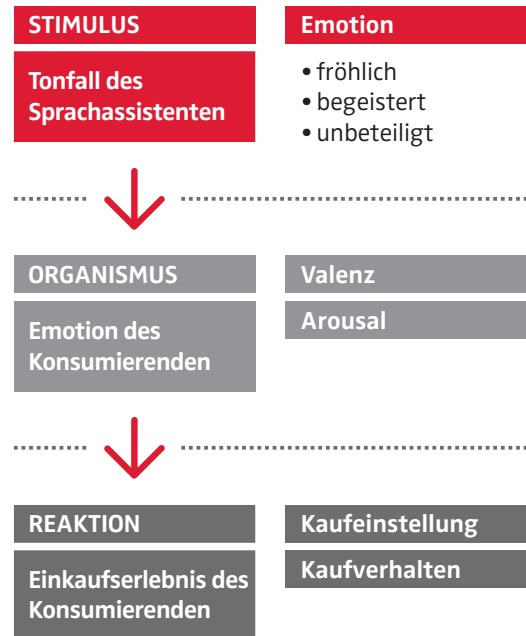 STIMULUS
Emotion
Tonfall des
Sprachassistenten
• fröhlich
• begeistert
• unbeteiligt
ORGANISMUS
Valenz
Emotion des
Konsumierenden
Arousal
REAKTION
Kaufeinstellung
Einkaufserlebnis des
Konsumierenden
Kaufverhalten